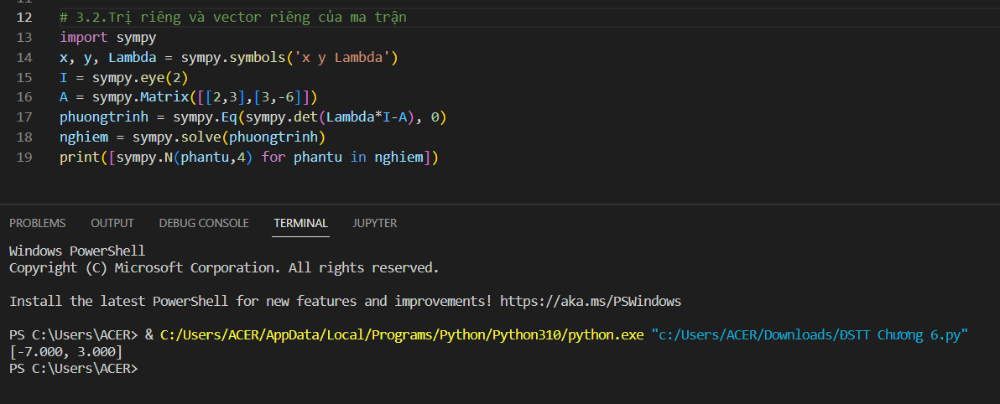 11
12 # 3.2.Trị riêng và vector riêng của ma trận
13 import sympy
14 x, y, Lambda = sympy.symbols('x y Lambda')
15 I = sympy.eye(2)
16 A = sympy.Matrix([[2,3],[3,-6]])
17 phuongtrinh = sympy.Eq(sympy.det(Lambda*I-A), 0)
18 nghiem = sympy.solve(phuongtrinh)
19 print([sympy.N(phantu,4) for phantu in nghiem])
PROBLEMS OUTPUT DEBUG CONSOLE TERMINAL JUPYTER
Windows PowerShell
Copyright (C) Microsoft Corporation. All rights reserved.
Install the latest PowerShell for new features and improvements! https://aka.ms/PSWindows
PS C:\Users\ACER> & C:/Users/ACER/AppData/Local/Programs/Python/Python310/python.exe "c:/Users/ACER/Downloads/ĐSTT Chương 6.py"
[-7.000, 3.000]
PS C:\Users\ACER>